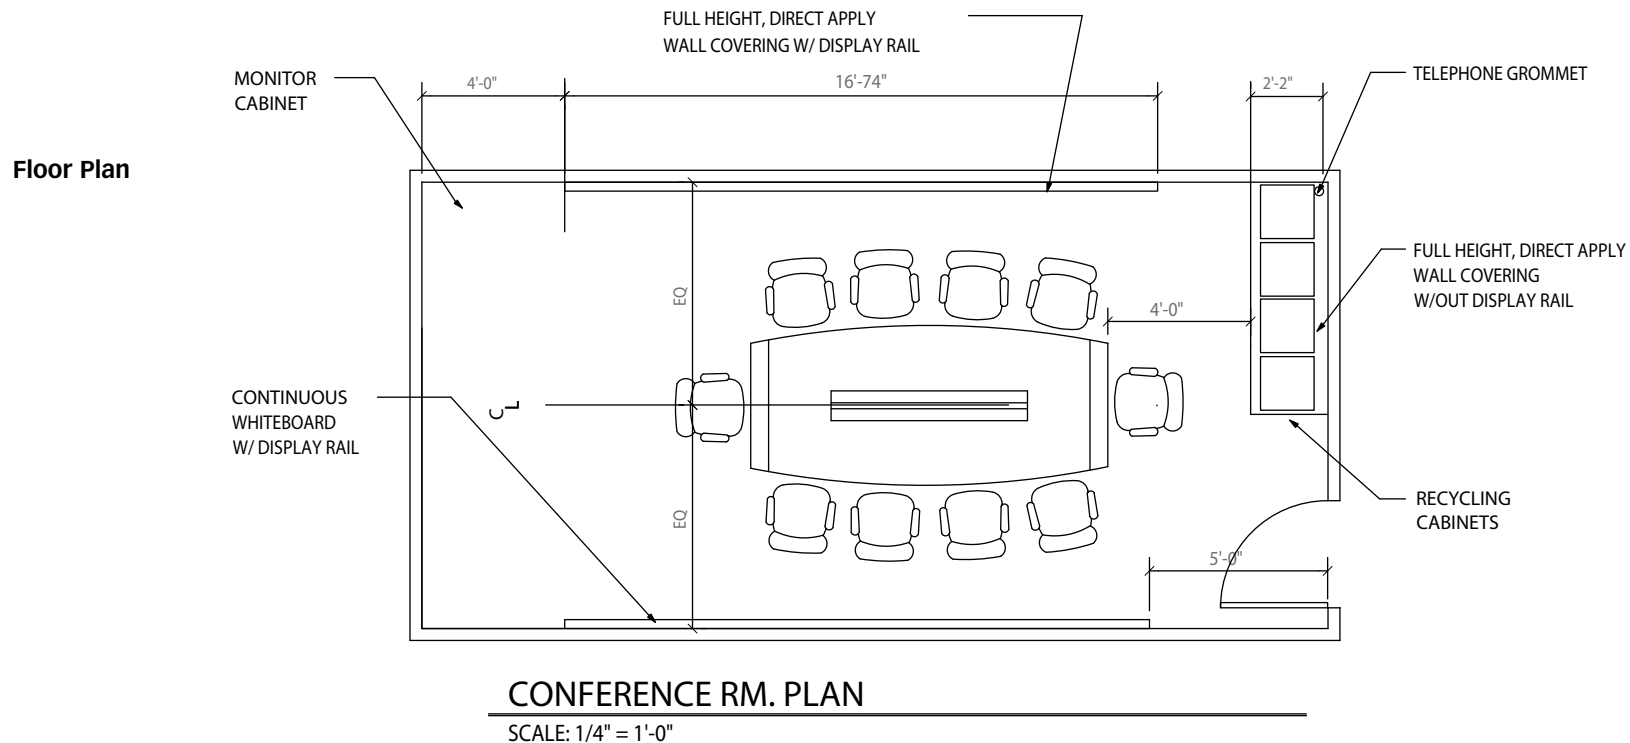 FULL HEIGHT, DIRECT APPLY
WALL COVERING W/ DISPLAY RAIL
MONITOR
CABINET
4'-0"
16'-74"
2'-2"
TELEPHONE GROMMET
Floor Plan
FULL HEIGHT, DIRECT APPLY
WALL COVERING
W/OUT DISPLAY RAIL
EQ
4'-0"
CONTINUOUS
WHITEBOARD
W/ DISPLAY RAIL
CL
RECYCLING
CABINETS
EQ
5'-0"
CONFERENCE RM. PLAN
SCALE: 1/4" = 1'-0"